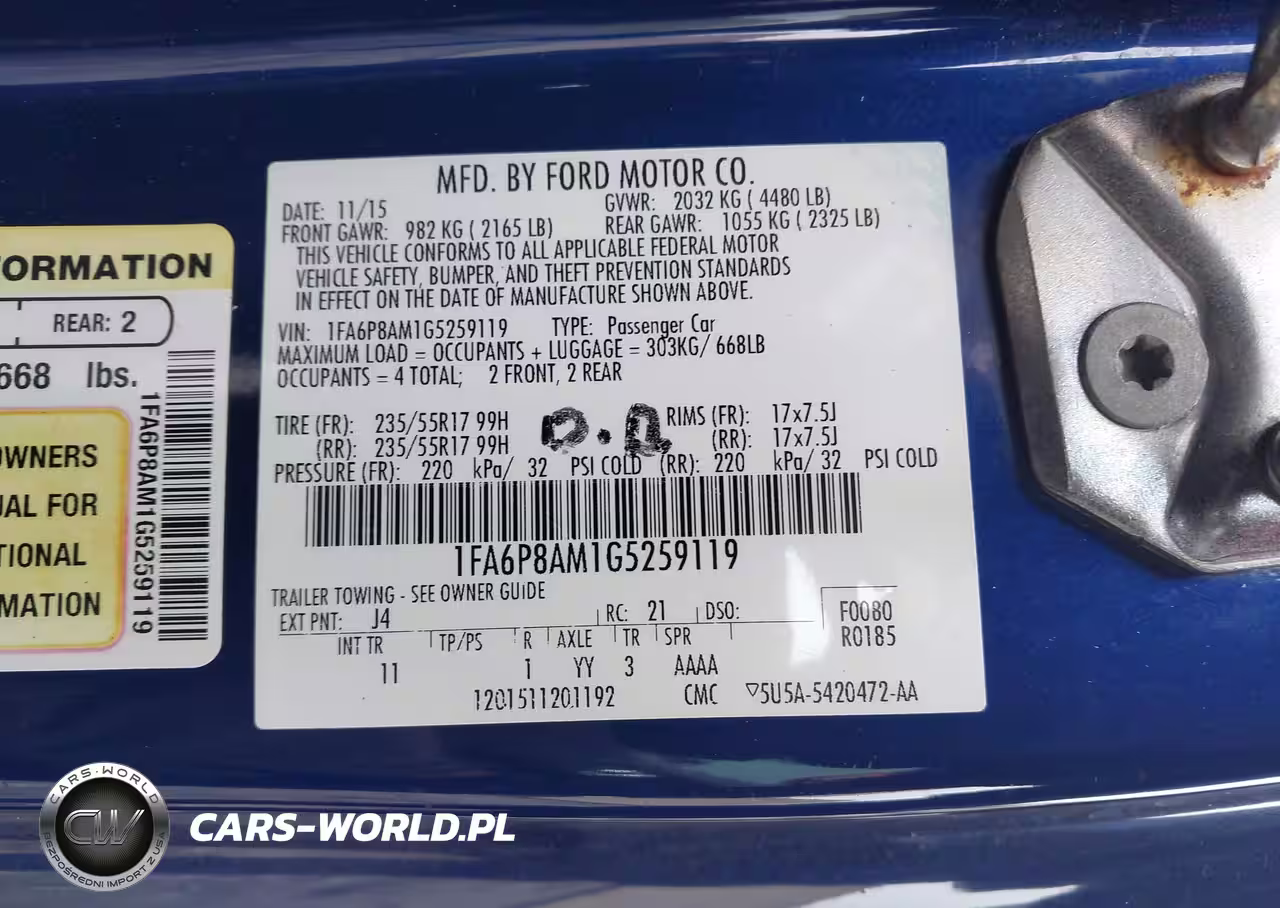 MFD. BY FORD MOTOR CO.
DATE: 11/15
GVWR: 2032 KG ( 4480 LB)
FRONT GAWR: 982 KG ( 2165 LB)
REAR GAWR: 1055 KG ( 2325 LB)
THIS VEHICLE CONFORMS TO ALL APPLICABLE FEDERAL MOTOR
VEHICLE SAFETY, BUMPER, AND THEFT PREVENTION STANDARDS
IN EFFECT ON THE DATE OF MANUFACTURE SHOWN ABOVE.
VIN: 1FA6P8AM1G5259119 TYPE: Passenger Car
MAXIMUM LOAD = OCCUPANTS + LUGGAGE = 303KG/ 668LB
OCCUPANTS = 4 TOTAL; 2 FRONT, 2 REAR
TIRE (FR): 235/55R17 99H RIMS (FR): 17x7.5J
(RR): 235/55R17 99H (RR): 17x7.5J
PRESSURE (FR): 220 kPa/ 32 PSI COLD (RR): 220 kPa/ 32 PSI COLD
1FA6P8AM1G5259119
TRAILER TOWING - SEE OWNER GUIDE
EXT PNT: J4 RC: 21 DSO: F0080
INT TR TP/PS R AXLE TR SPR R0185
11 1 YY 3 AAAA
1201511201192 CMC ▽5U5A-5420472-AA
FORMATION
REAR: 2
668 lbs.
OWNERS
UAL FOR
TIONAL
MATION
1FA6P8AM1G5259119
CARS-WORLD
CW
BEZPOŚREDNI IMPORT Z USA
CARS-WORLD.PL